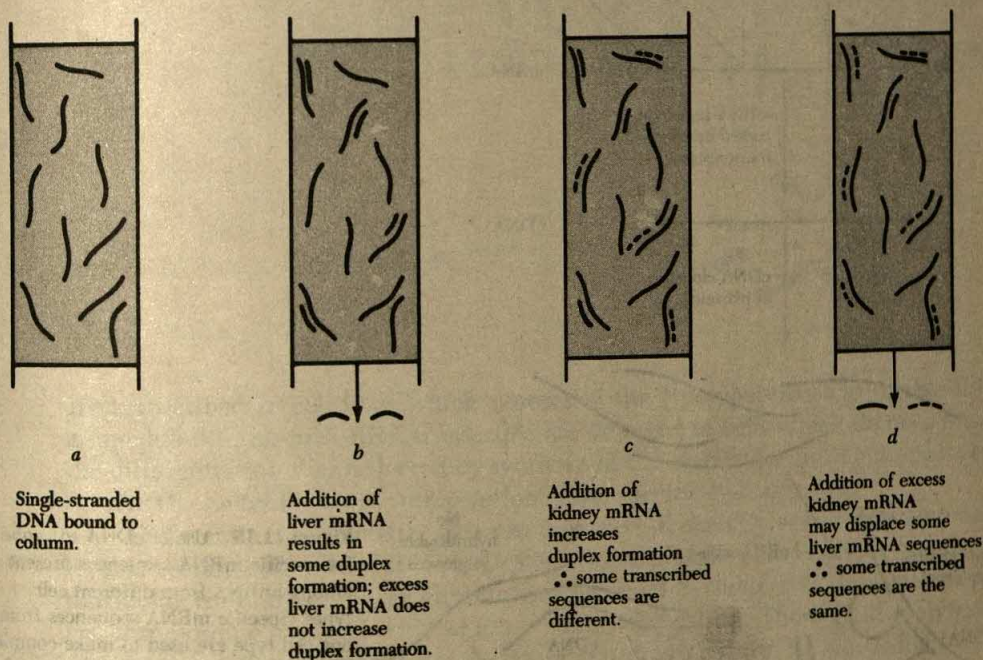 a
Single-stranded
DNA bound to
column.
b
Addition of
liver mRNA
results in
some duplex
formation; excess
liver mRNA does
not increase
duplex formation.
c
Addition of
kidney mRNA
increases
duplex formation
∴ some transcribed
sequences are
different.
d
Addition of excess
kidney mRNA
may displace some
liver mRNA sequences
∴ some transcribed
sequences are the
same.